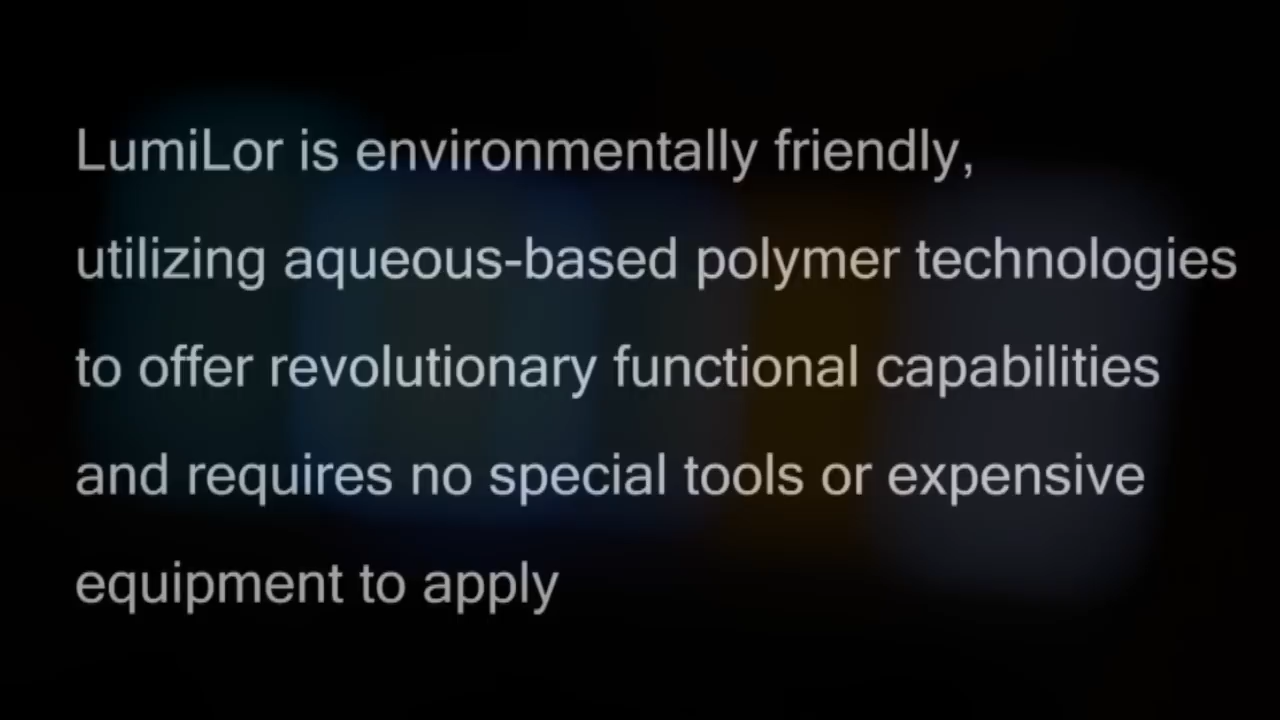 LumiLor is environmentally friendly,
utilizing aqueous-based polymer technologies
to offer revolutionary functional capabilities
and requires no special tools or expensive
equipment to apply